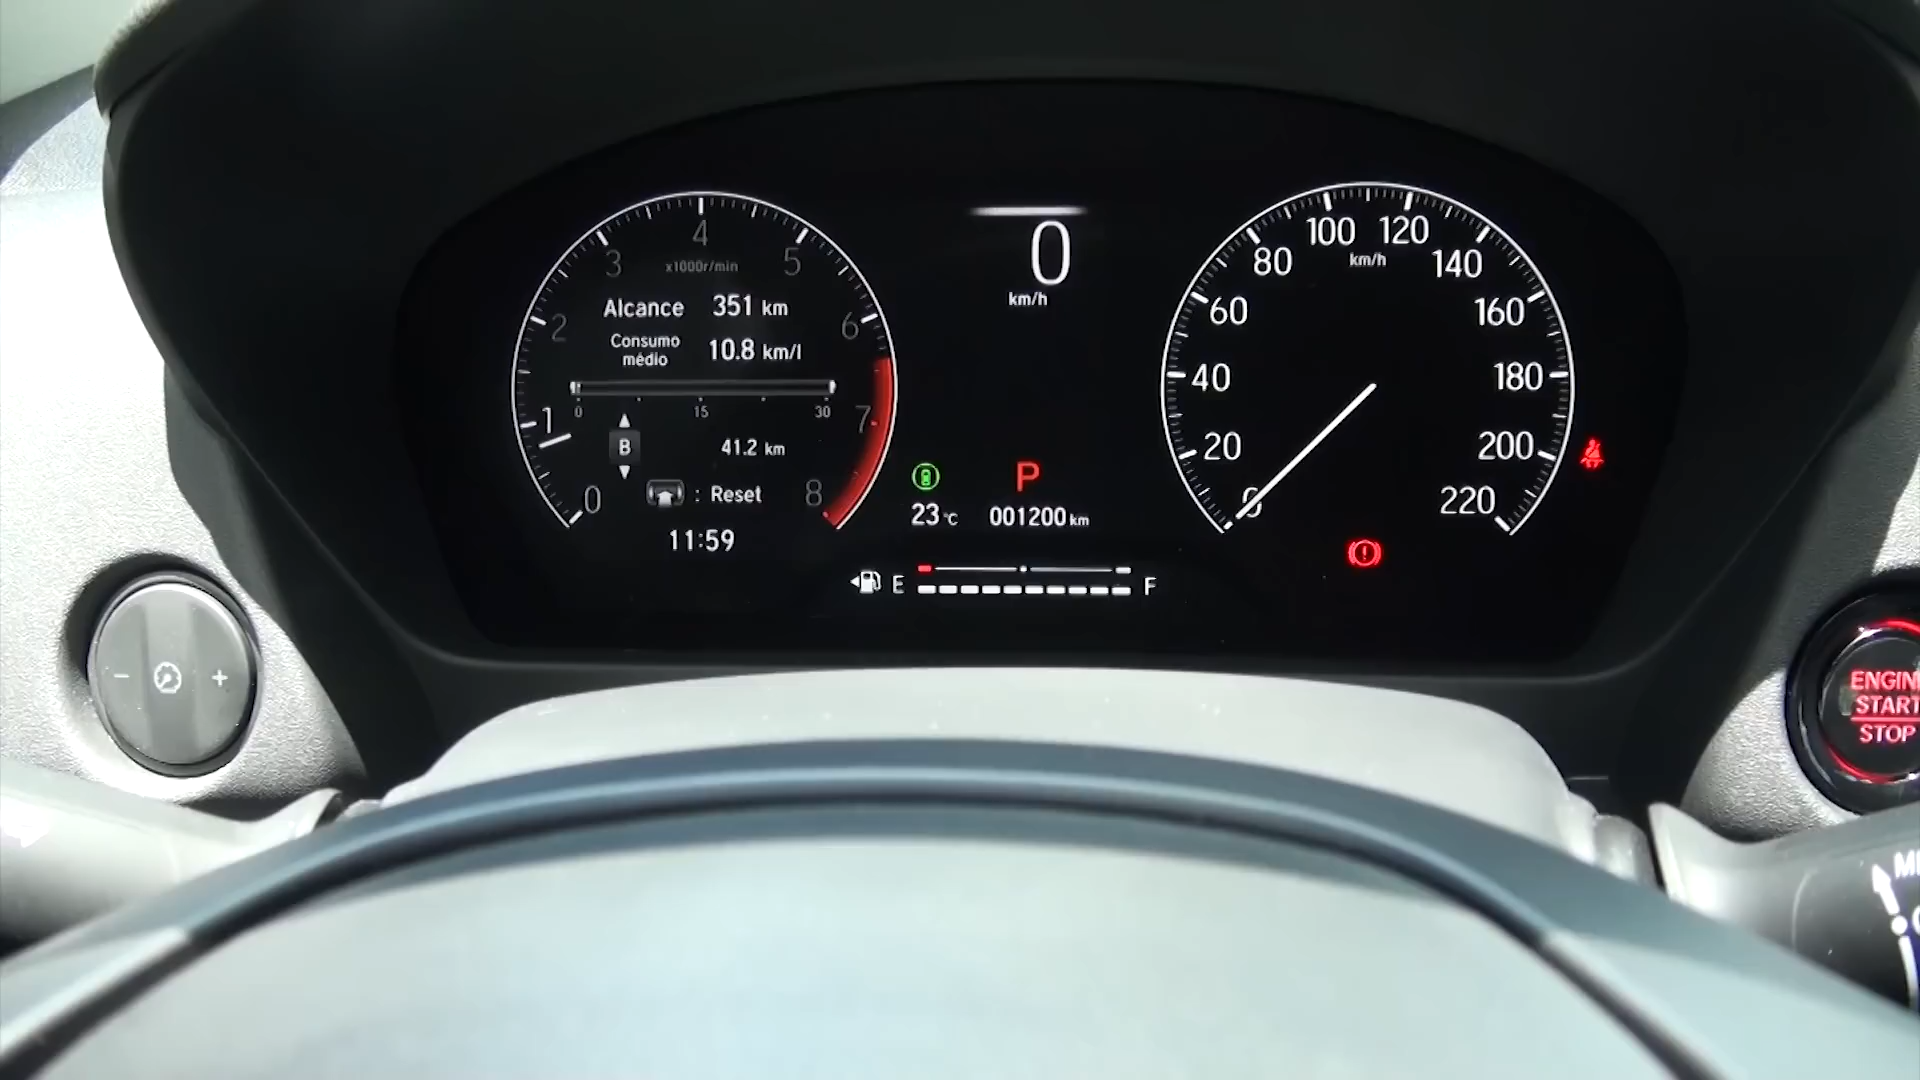 4
3 5
x1000r/min
Alcance 351 km
2 6
Consumo médio 10.8 km/l
0 15 30
1 7
B 41.2 km
: Reset
0 8
11:59
0
km/h
P
23 °C 001200 km
E F
100 120
km/h
80 140
60 160
40 180
20 200
0 220
- +
ENGIN
START
STOP